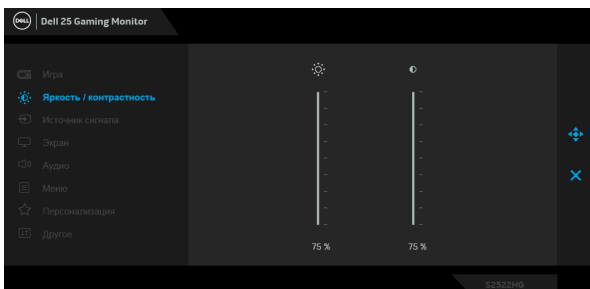 DELL
Dell 25 Gaming Monitor
Игра
Яркость / контрастность
Источник сигнала
Экран
Аудио
Меню
Персонализация
Другое
75 %
75 %
S2522HG